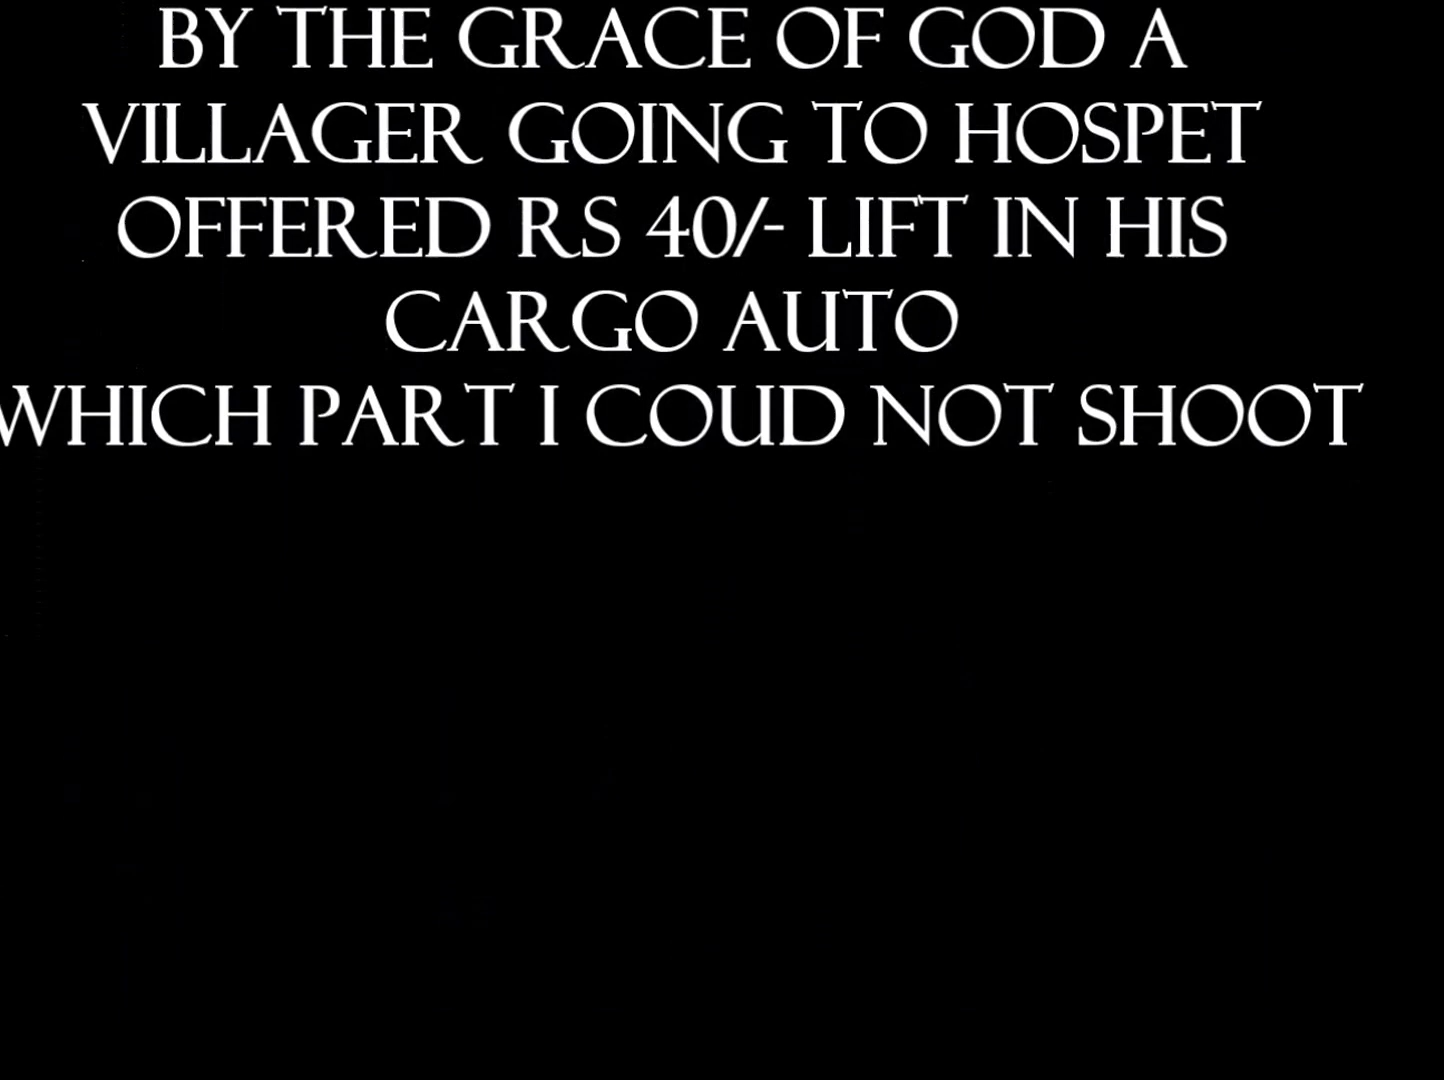 BY THE GRACE OF GOD A
VILLAGER GOING TO HOSPET
OFFERED RS 40/- LIFT IN HIS
CARGO AUTO
WHICH PART I COUD NOT SHOOT